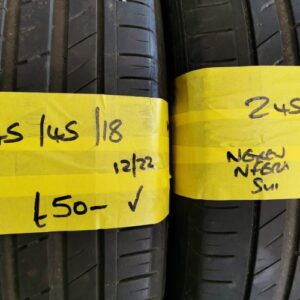 45 /45 /18
12/22
£50- ✓
245
NEXEN
NFERA
SU1